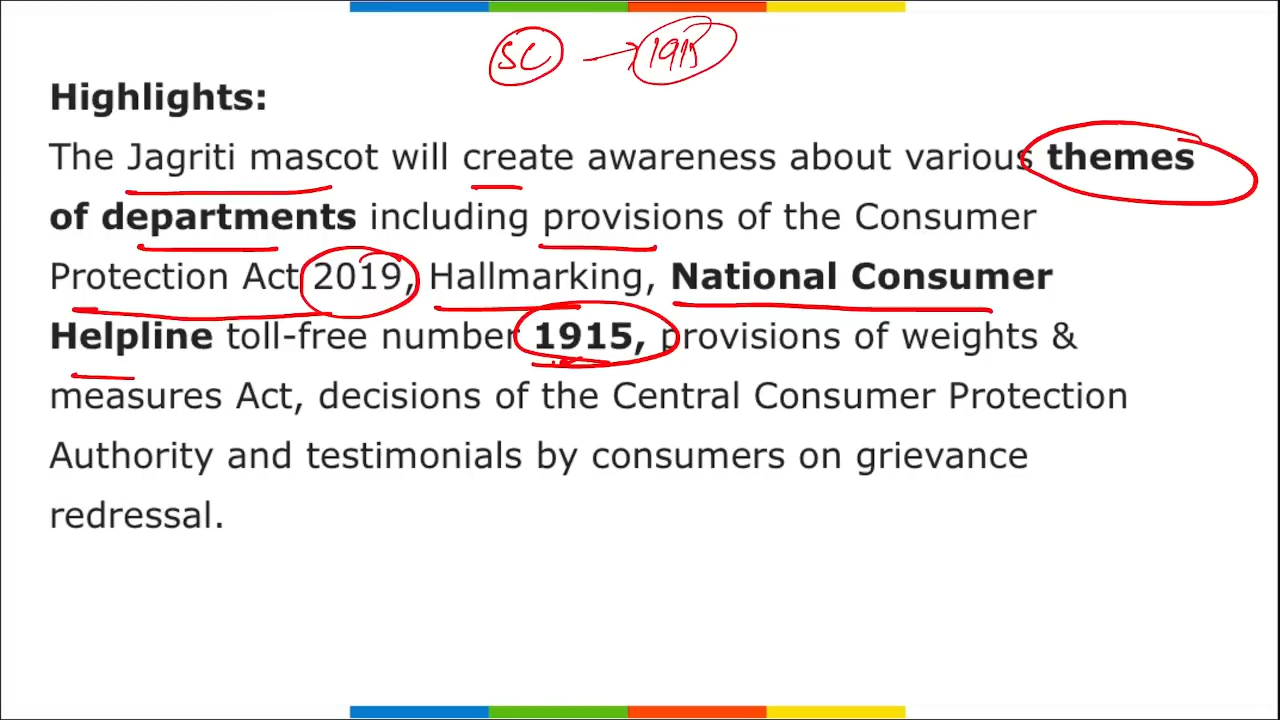 SC → 1915
Highlights:
The Jagriti mascot will create awareness about various themes
of departments including provisions of the Consumer
Protection Act 2019, Hallmarking, National Consumer
Helpline toll-free number 1915, provisions of weights &
measures Act, decisions of the Central Consumer Protection
Authority and testimonials by consumers on grievance
redressal.